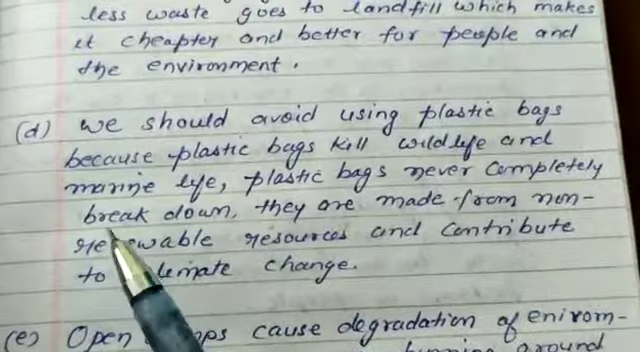 less waste goes to landfill which makes
it cheapter and better for people and
the environment.
(d) we should avoid using plastic bags
because plastic bags kill wildlife and
marine life, plastic bags never completely
break down, they are made from non-
renewable resources and contribute
to climate change.
(e) Open cause degradation of enirom-
around